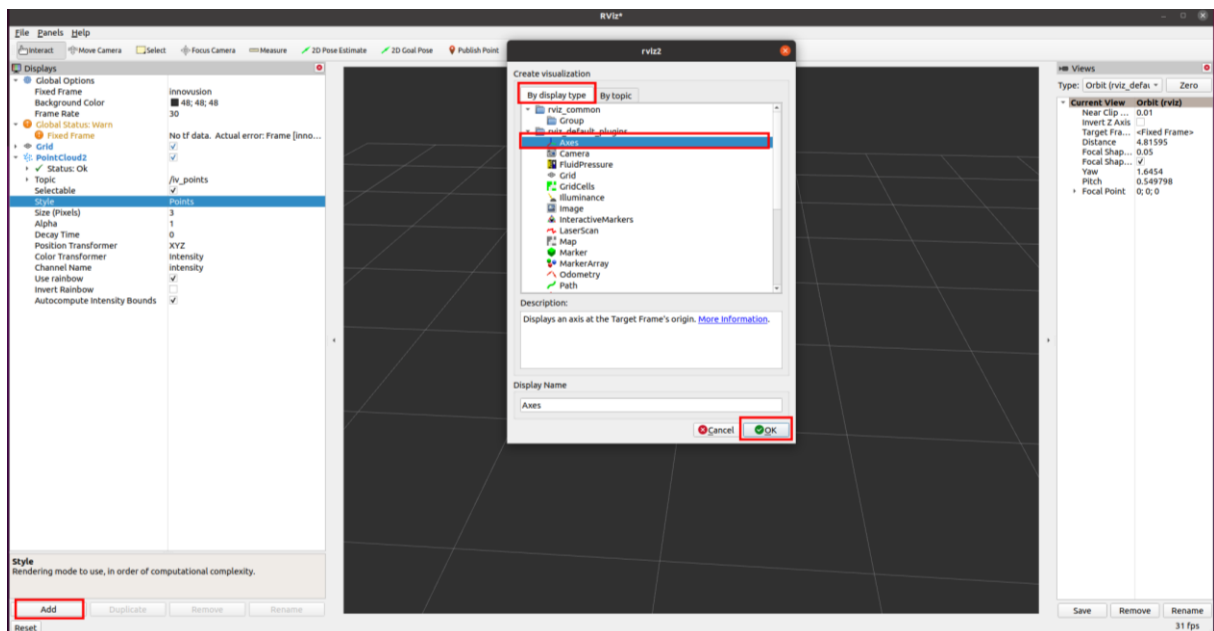 RViz*
File Panels Help
Interact Move Camera Select Focus Camera Measure 2D Pose Estimate 2D Goal Pose Publish Point
Displays
Global Options
Fixed Frame innovusion
Background Color 48; 48; 48
Frame Rate 30
Global Status: Warn
Fixed Frame No tf data. Actual error: Frame [inno...
Grid
PointCloud2
Status: Ok
Topic /iv_points
Selectable
Style Points
Size (Pixels) 3
Alpha 1
Decay Time 0
Position Transformer XYZ
Color Transformer Intensity
Channel Name intensity
Use rainbow
Invert Rainbow
Autocompute Intensity Bounds
Style
Rendering mode to use, in order of computational complexity.
Add Duplicate Remove Rename
Reset
rviz2
Create visualization
By display type By topic
rviz_common
Group
rviz_default_plugins
Axes
Camera
FluidPressure
Grid
GridCells
Illuminance
Image
InteractiveMarkers
LaserScan
Map
Marker
MarkerArray
Odometry
Path
Description:
Displays an axis at the Target Frame's origin. More Information.
Display Name
Axes
Cancel OK
Views
Type: Orbit (rviz_defau Zero
Current View Orbit (rviz)
Near Clip ... 0.01
Invert Z Axis
Target Fra... <Fixed Frame>
Distance 4.81595
Focal Shap... 0.05
Focal Shap...
Yaw 1.6454
Pitch 0.549798
Focal Point 0; 0; 0
Save Remove Rename
31 fps